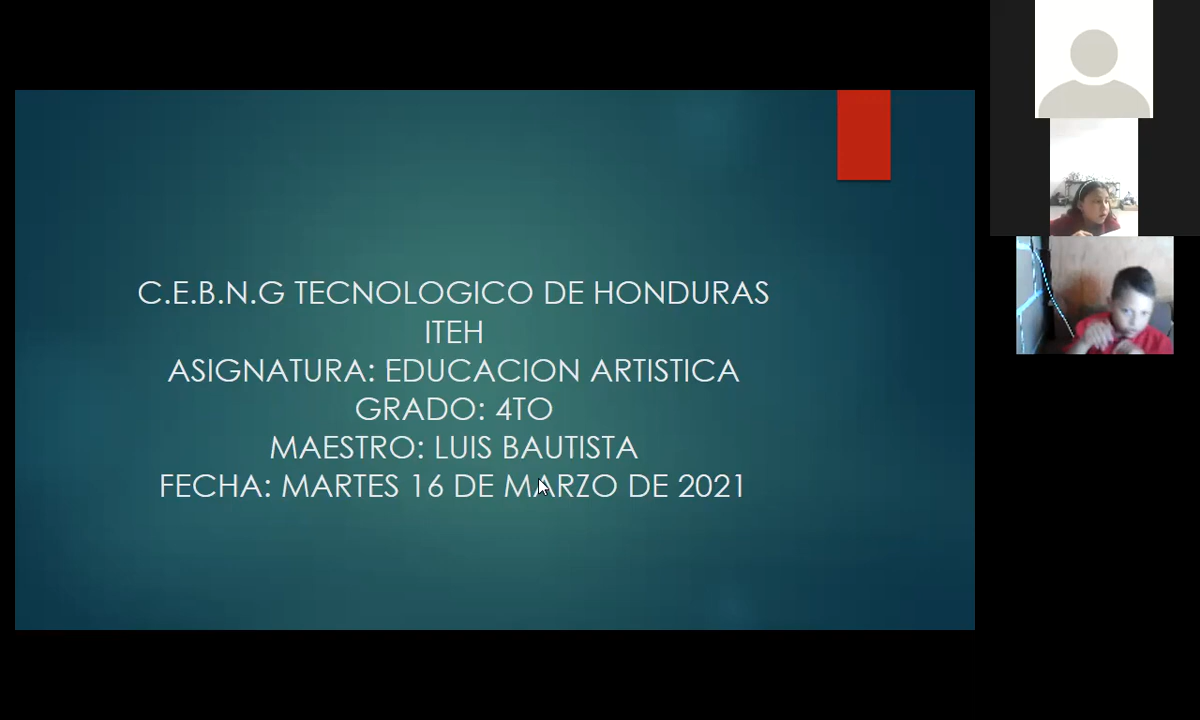 C.E.B.N.G TECNOLOGICO DE HONDURAS
ITEH
ASIGNATURA: EDUCACION ARTISTICA
GRADO: 4TO
MAESTRO: LUIS BAUTISTA
FECHA: MARTES 16 DE MARZO DE 2021